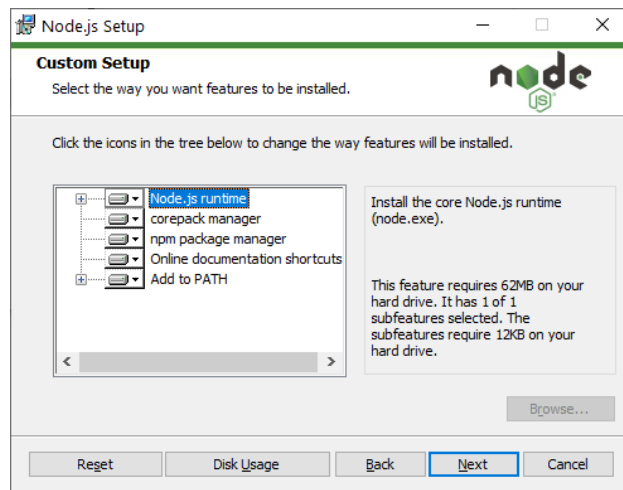 Node.js Setup
Custom Setup
Select the way you want features to be installed.
node
JS
Click the icons in the tree below to change the way features will be installed.
Node.js runtime
corepack manager
npm package manager
Online documentation shortcuts
Add to PATH
Install the core Node.js runtime
(node.exe).
This feature requires 62MB on your
hard drive. It has 1 of 1
subfeatures selected. The
subfeatures require 12KB on your
hard drive.
Browse...
Reset
Disk Usage
Back
Next
Cancel